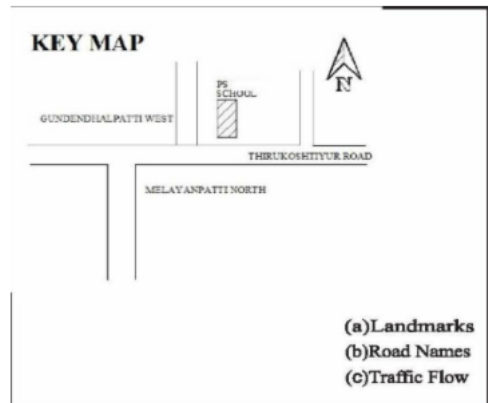 KEY MAP
PS
SCHOOL
N
GUNDENDHALPATTI WEST
THIRUKOSHTIYUR ROAD
MELAYANPATTI NORTH
(a)Landmarks
(b)Road Names
(c)Traffic Flow